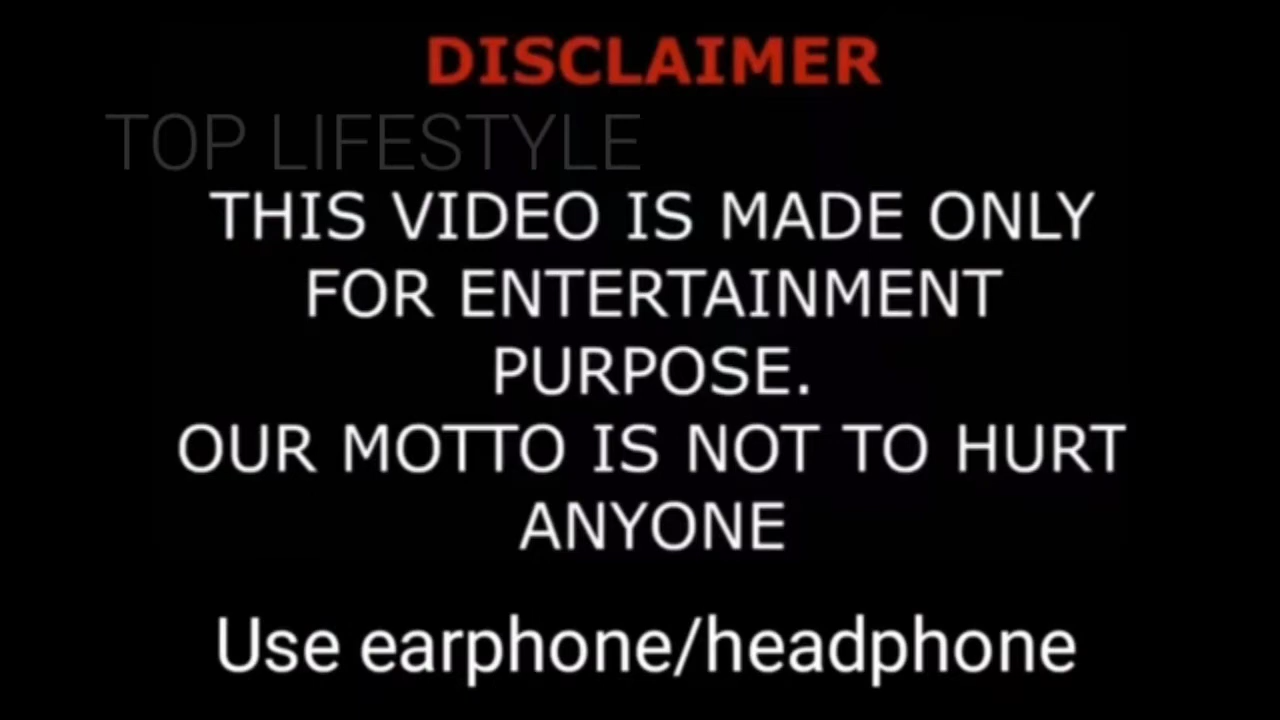 DISCLAIMER
TOP LIFESTYLE
THIS VIDEO IS MADE ONLY
FOR ENTERTAINMENT
PURPOSE.
OUR MOTTO IS NOT TO HURT
ANYONE
Use earphone/headphone